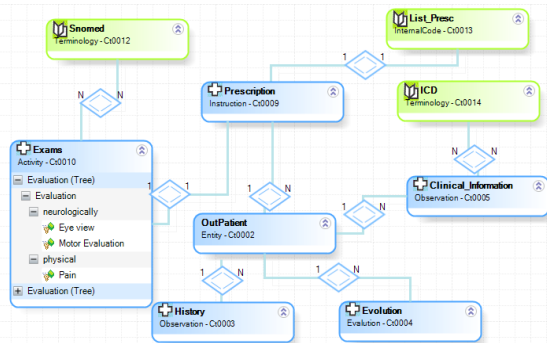 Snomed
Terminology - Ct0012
List_Presc
InternalCode - Ct0013
1
1
Prescription
Instruction - Ct0009
ICD
Terminology - Ct0014
N
N
Exams
Activity - Ct0010
Evaluation (Tree)
Evaluation
neurologically
Eye view
Motor Evaluation
physical
Pain
Evaluation (Tree)
1
1
1
N
N
N
Clinical_Information
Observation - Ct0005
OutPatient
Entity - Ct0002
1
N
1
N
1
N
History
Observation - Ct0003
Evolution
Evalution - Ct0004